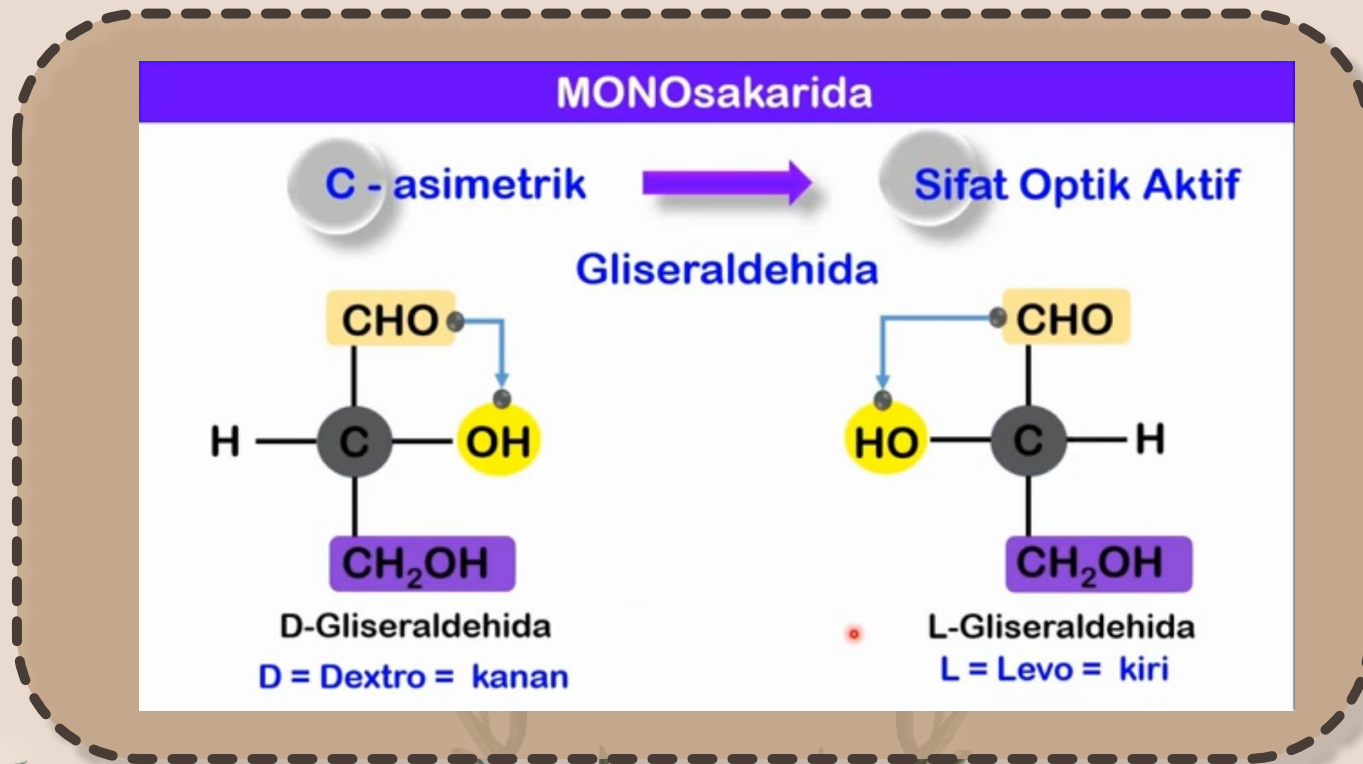 MONOsakarida
C - asimetrik
Sifat Optik Aktif
Gliseraldehida
CHO
H C OH
CH₂OH
D-Gliseraldehida
D = Dextro = kanan
CHO
HO C H
CH₂OH
L-Gliseraldehida
L = Levo = kiri